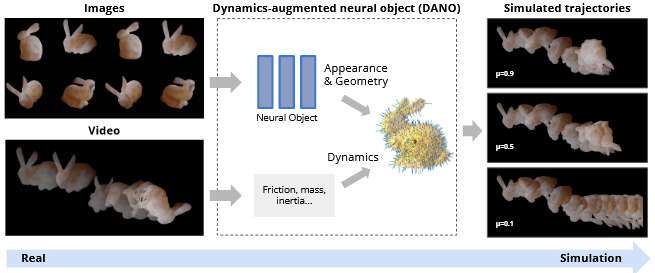 Images
Dynamics-augmented neural object (DANO)
Simulated trajectories
Appearance
& Geometry
Neural Object
Video
Dynamics
Friction, mass,
inertia...
μ=0.9
μ=0.5
μ=0.1
Real
Simulation